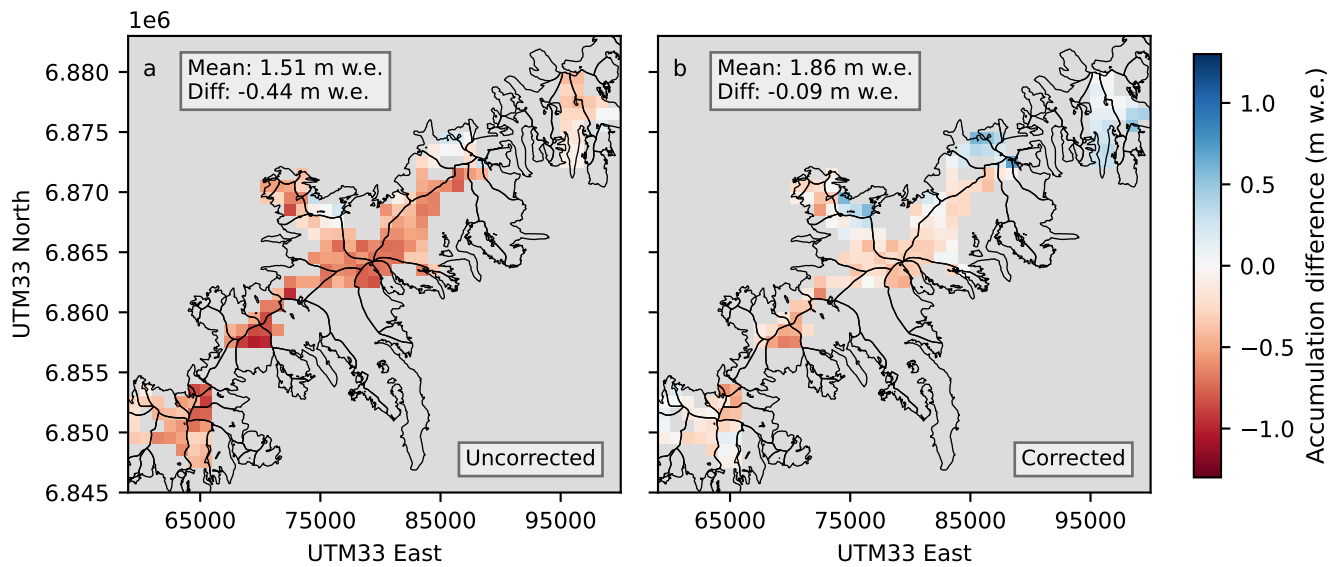 1e6
a
Mean: 1.51 m w.e.
Diff: -0.44 m w.e.
b
Mean: 1.86 m w.e.
Diff: -0.09 m w.e.
6.880
6.875
6.870
6.865
6.860
6.855
6.850
6.845
UTM33 North
Uncorrected
Corrected
65000
75000
85000
95000
UTM33 East
65000
75000
85000
95000
UTM33 East
1.0
0.5
0.0
−0.5
−1.0
Accumulation difference (m w.e.)